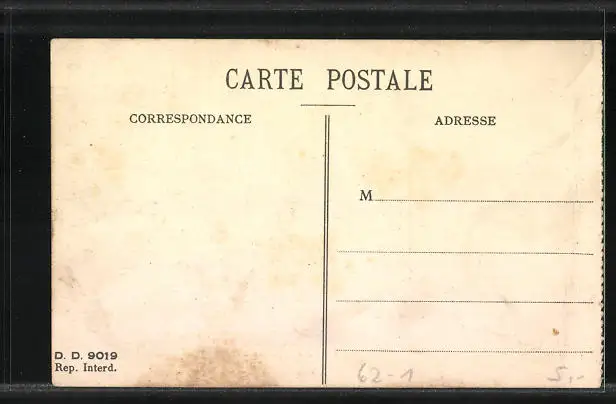 CARTE POSTALE
CORRESPONDANCE
ADRESSE
M
D. D. 9019
Rep. Interd.
62-1
5,-